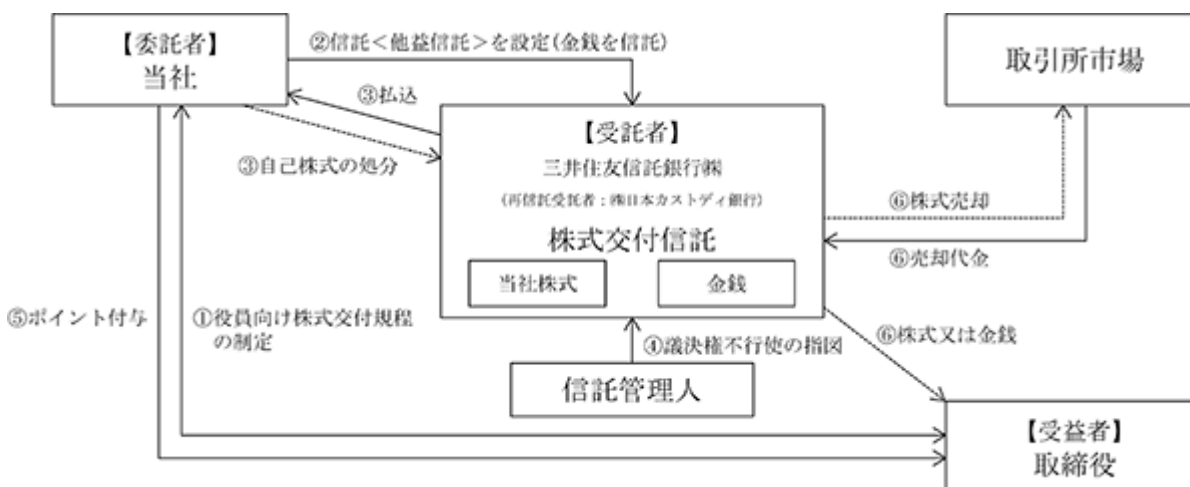 【委託者】
当社
②信託＜他益信託＞を設定(金銭を信託)
③払込
③自己株式の処分
【受託者】
三井住友信託銀行㈱
(再信託受託者：㈱日本カストディ銀行)
株式交付信託
当社株式
金銭
取引所市場
⑥株式売却
⑥売却代金
⑤ポイント付与
①役員向け株式交付規程
の制定
④議決権不行使の指図
信託管理人
⑥株式又は金銭
【受益者】
取締役